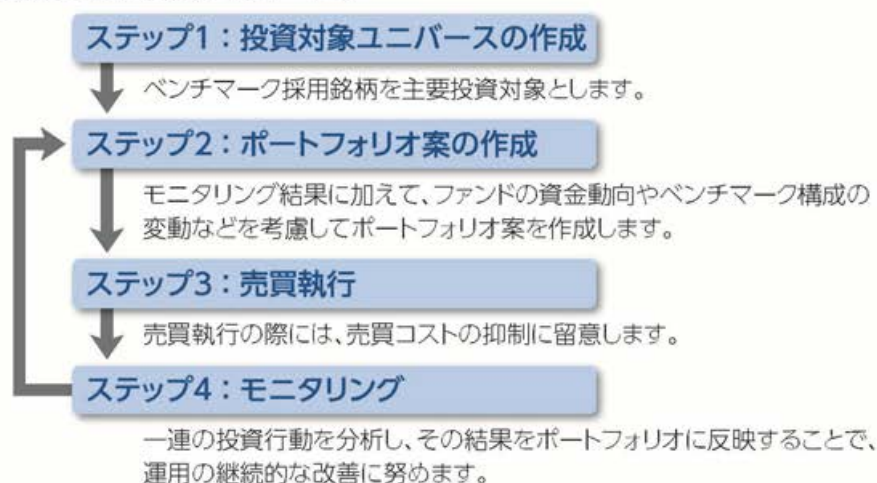 ステップ1：投資対象ユニバースの作成
ベンチマーク採用銘柄を主要投資対象とします。
ステップ2：ポートフォリオ案の作成
モニタリング結果に加えて、ファンドの資金動向やベンチマーク構成の
変動などを考慮してポートフォリオ案を作成します。
ステップ3：売買執行
売買執行の際には、売買コストの抑制に留意します。
ステップ4：モニタリング
一連の投資行動を分析し、その結果をポートフォリオに反映することで、
運用の継続的な改善に努めます。